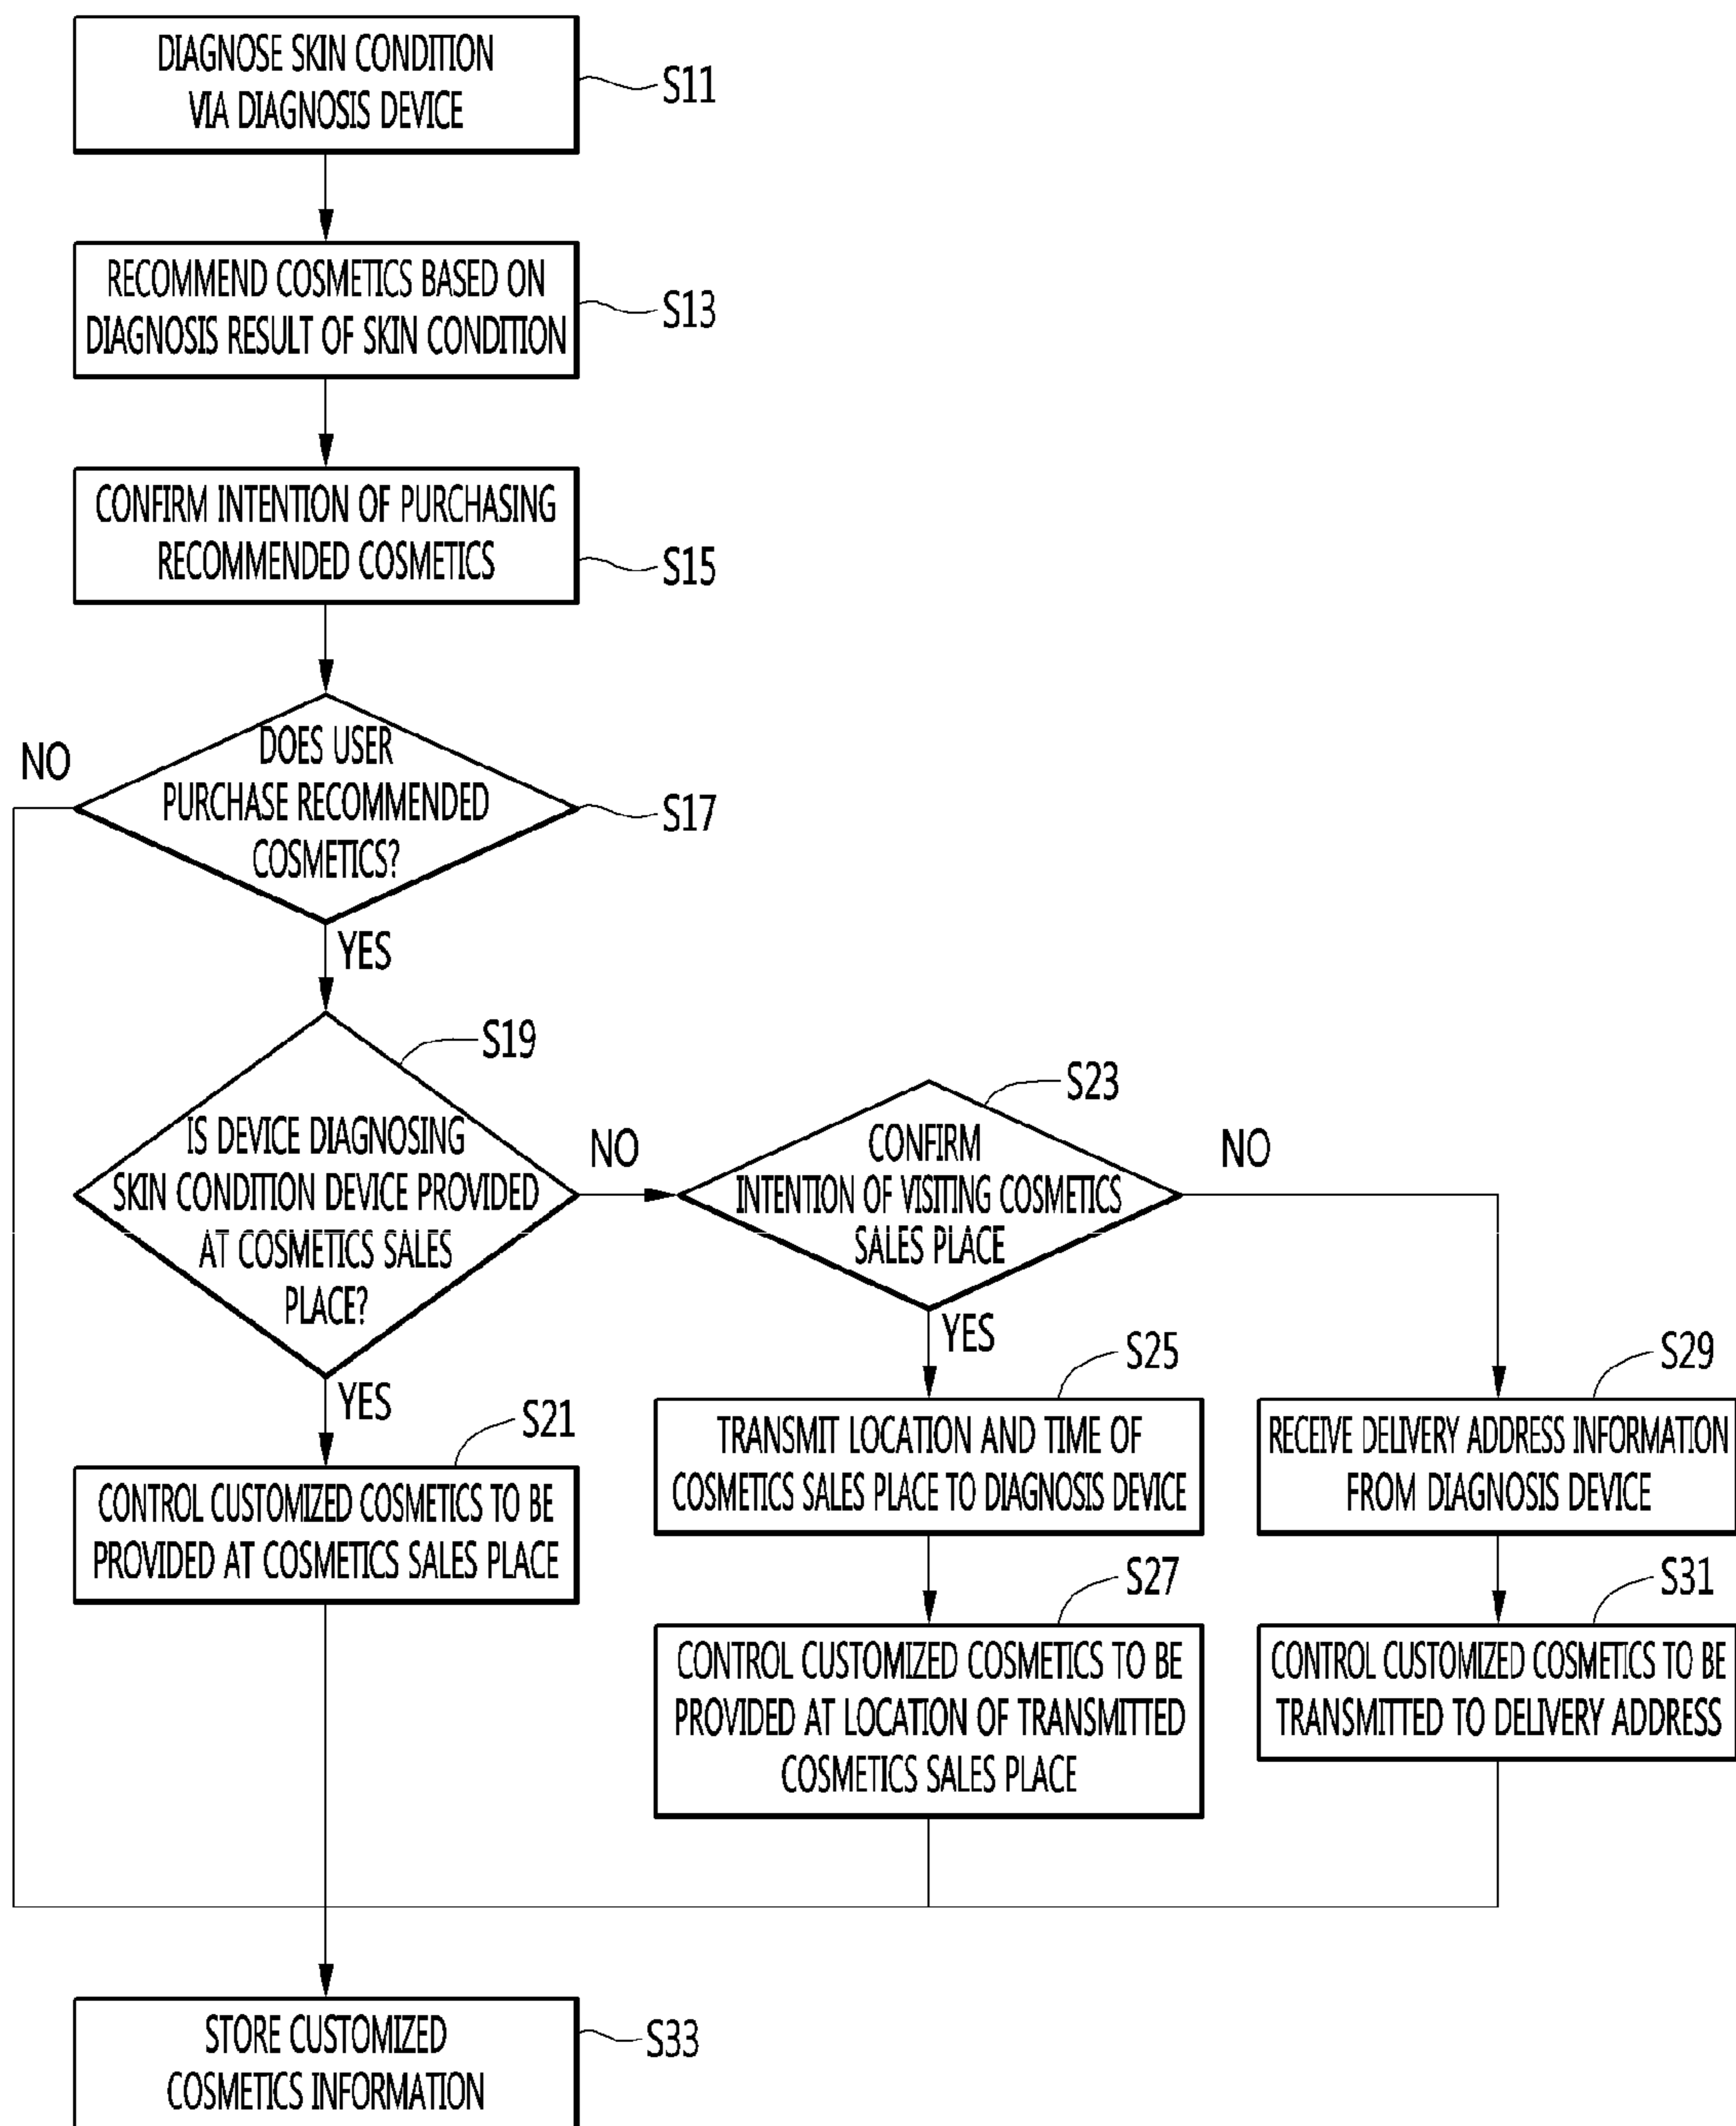 DIAGNOSE SKIN CONDITION
VIA DIAGNOSIS DEVICE
S11
RECOMMEND COSMETICS BASED ON
DIAGNOSIS RESULT OF SKIN CONDITION
S13
CONFIRM INTENTION OF PURCHASING
RECOMMENDED COSMETICS
S15
NO
DOES USER
PURCHASE RECOMMENDED
COSMETICS?
S17
YES
S19
IS DEVICE DIAGNOSING
SKIN CONDITION DEVICE PROVIDED
AT COSMETICS SALES
PLACE?
NO
S23
CONFIRM
INTENTION OF VISITING COSMETICS
SALES PLACE
NO
YES
S21
CONTROL CUSTOMIZED COSMETICS TO BE
PROVIDED AT COSMETICS SALES PLACE
YES
S25
TRANSMIT LOCATION AND TIME OF
COSMETICS SALES PLACE TO DIAGNOSIS DEVICE
S27
CONTROL CUSTOMIZED COSMETICS TO BE
PROVIDED AT LOCATION OF TRANSMITTED
COSMETICS SALES PLACE
S29
RECEIVE DELIVERY ADDRESS INFORMATION
FROM DIAGNOSIS DEVICE
S31
CONTROL CUSTOMIZED COSMETICS TO BE
TRANSMITTED TO DELIVERY ADDRESS
STORE CUSTOMIZED
COSMETICS INFORMATION
S33